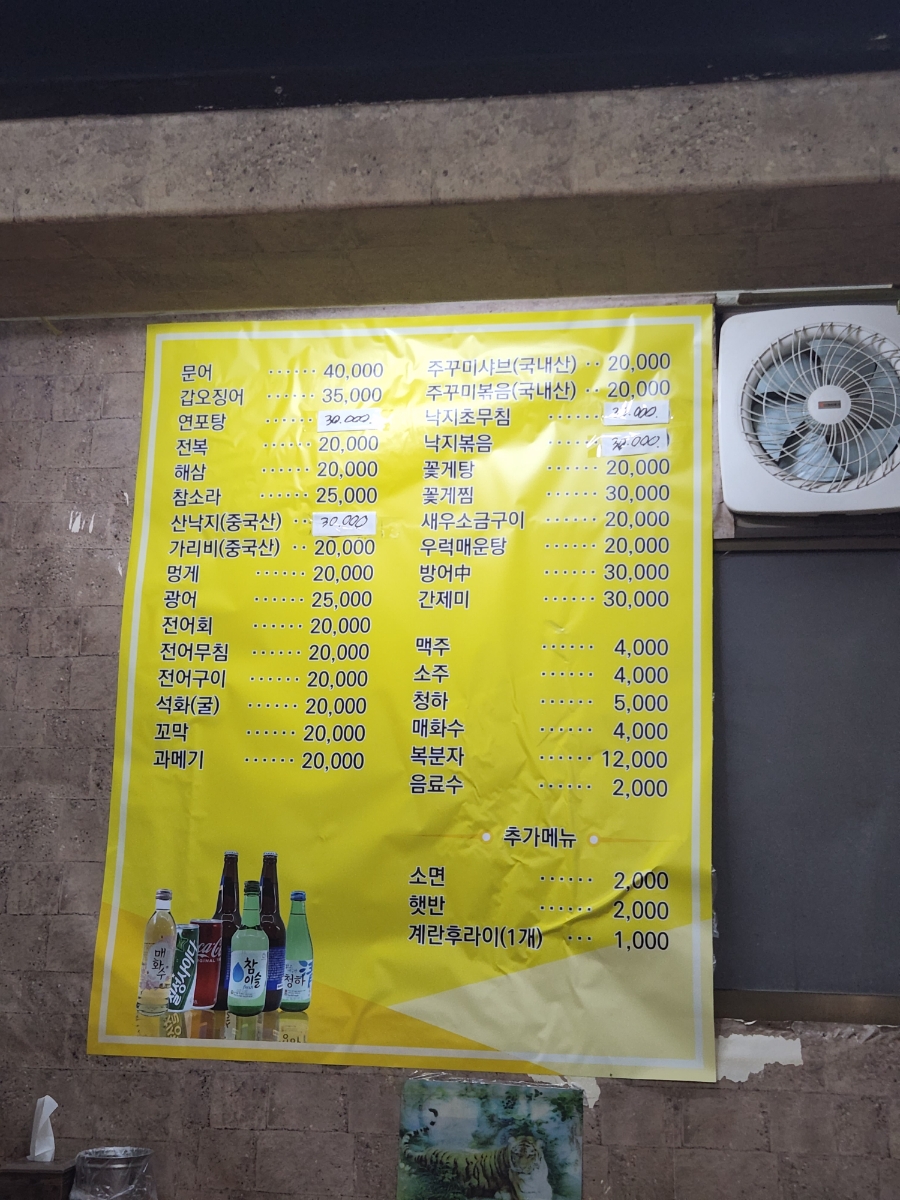 문어 ······ 40,000
갑오징어 ······ 35,000
연포탕 ······ 30,000
전복 ······ 20,000
해삼 ······ 20,000
참소라 ······ 25,000
산낙지(중국산) ·· 30,000
가리비(중국산) ·· 20,000
멍게 ······ 20,000
광어 ······ 25,000
전어회 ······ 20,000
전어무침 ······ 20,000
전어구이 ······ 20,000
석화(굴) ······ 20,000
꼬막 ······ 20,000
과메기 ······ 20,000
주꾸미샤브(국내산) ·· 20,000
주꾸미볶음(국내산) ·· 20,000
낙지초무침 ······
낙지볶음 ······ 30,000
꽃게탕 ······ 20,000
꽃게찜 ······ 30,000
새우소금구이 ······ 20,000
우럭매운탕 ······ 20,000
방어中 ······ 30,000
간제미 ······ 30,000
맥주 ······ 4,000
소주 ······ 4,000
청하 ······ 5,000
매화수 ······ 4,000
복분자 ······ 12,000
음료수 ······ 2,000
추가메뉴
소면 ······ 2,000
햇반 ······ 2,000
계란후라이(1개) ··· 1,000
매화수
칠성사이다
참이슬
청하